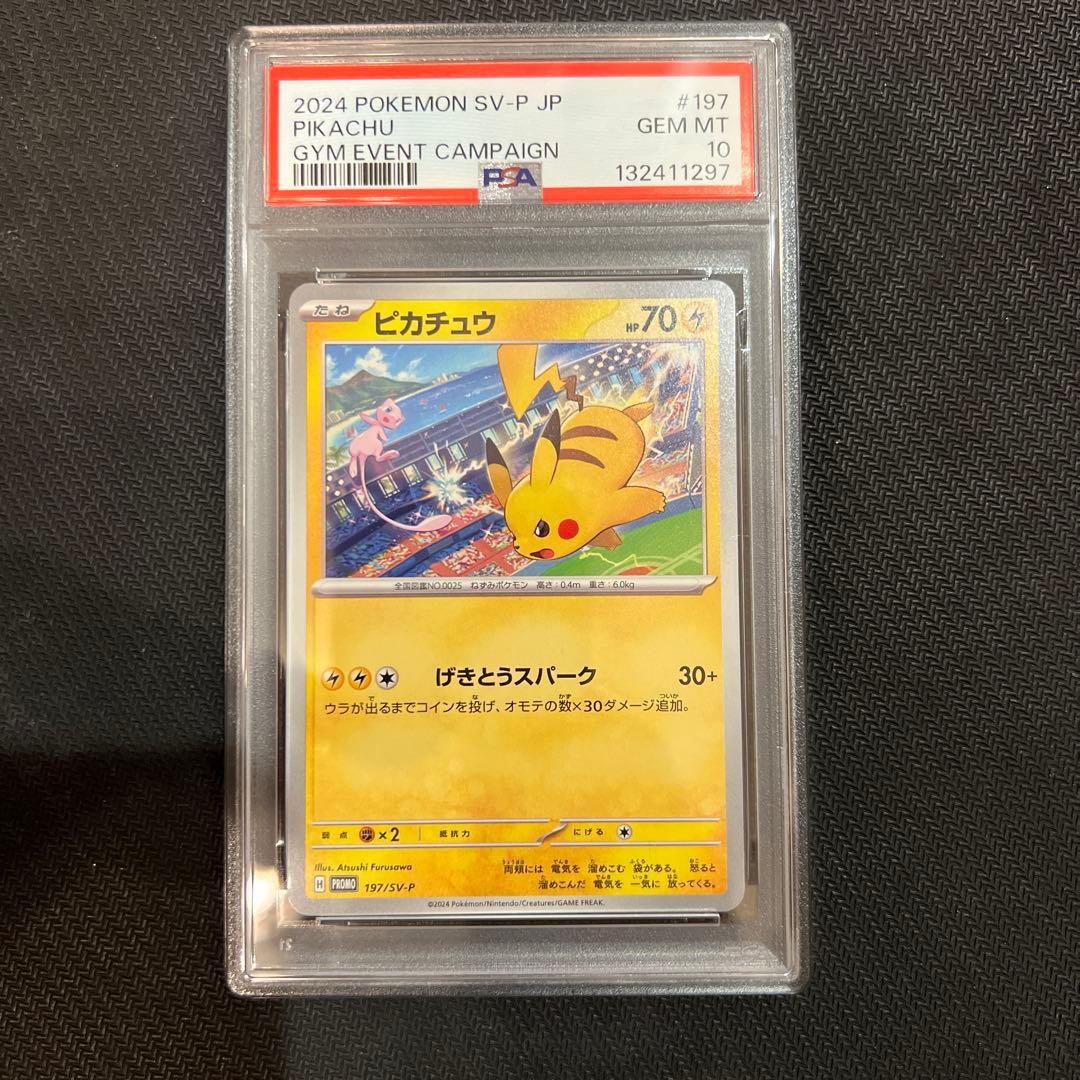 2024 POKEMON SV-P JP #197
PIKACHU GEM MT
GYM EVENT CAMPAIGN 10
PSA 132411297
たね ピカチュウ HP70
全国図鑑NO.0025 ねずみポケモン 高さ:0.4m 重さ:6.0kg
げきとうスパーク 30+
ウラが出るまでコインを投げ、オモテの数×30ダメージ追加。
弱点 ×2 抵抗力 にげる
Illus. Atsushi Furusawa
両頬には 電気を 溜めこむ 袋がある。 怒ると
溜めこんだ 電気を 一気に 放ってくる。
H PROMO 197/SV-P
©2024 Pokémon/Nintendo/Creatures/GAME FREAK.